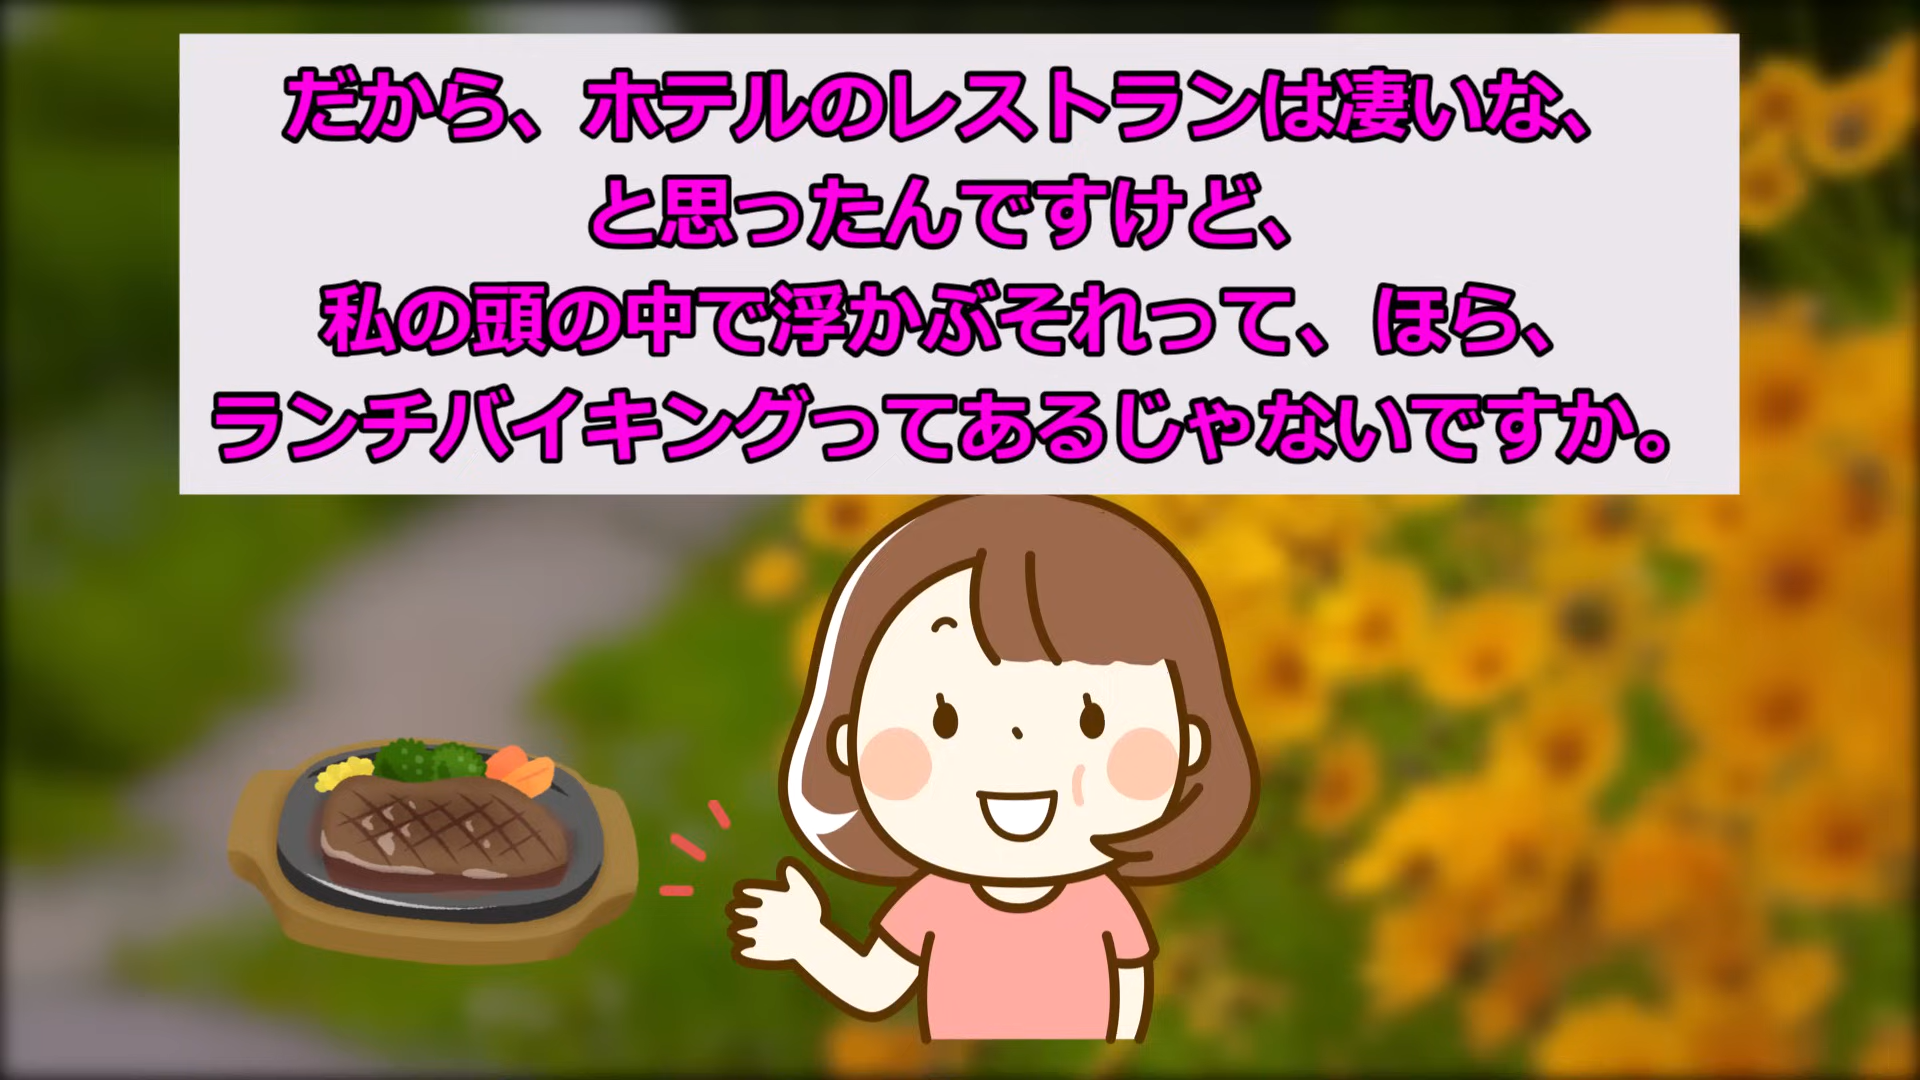 だから、ホテルのレストランは凄いな、
と思ったんですけど、
私の頭の中で浮かぶそれって、ほら、
ランチバイキングってあるじゃないですか。